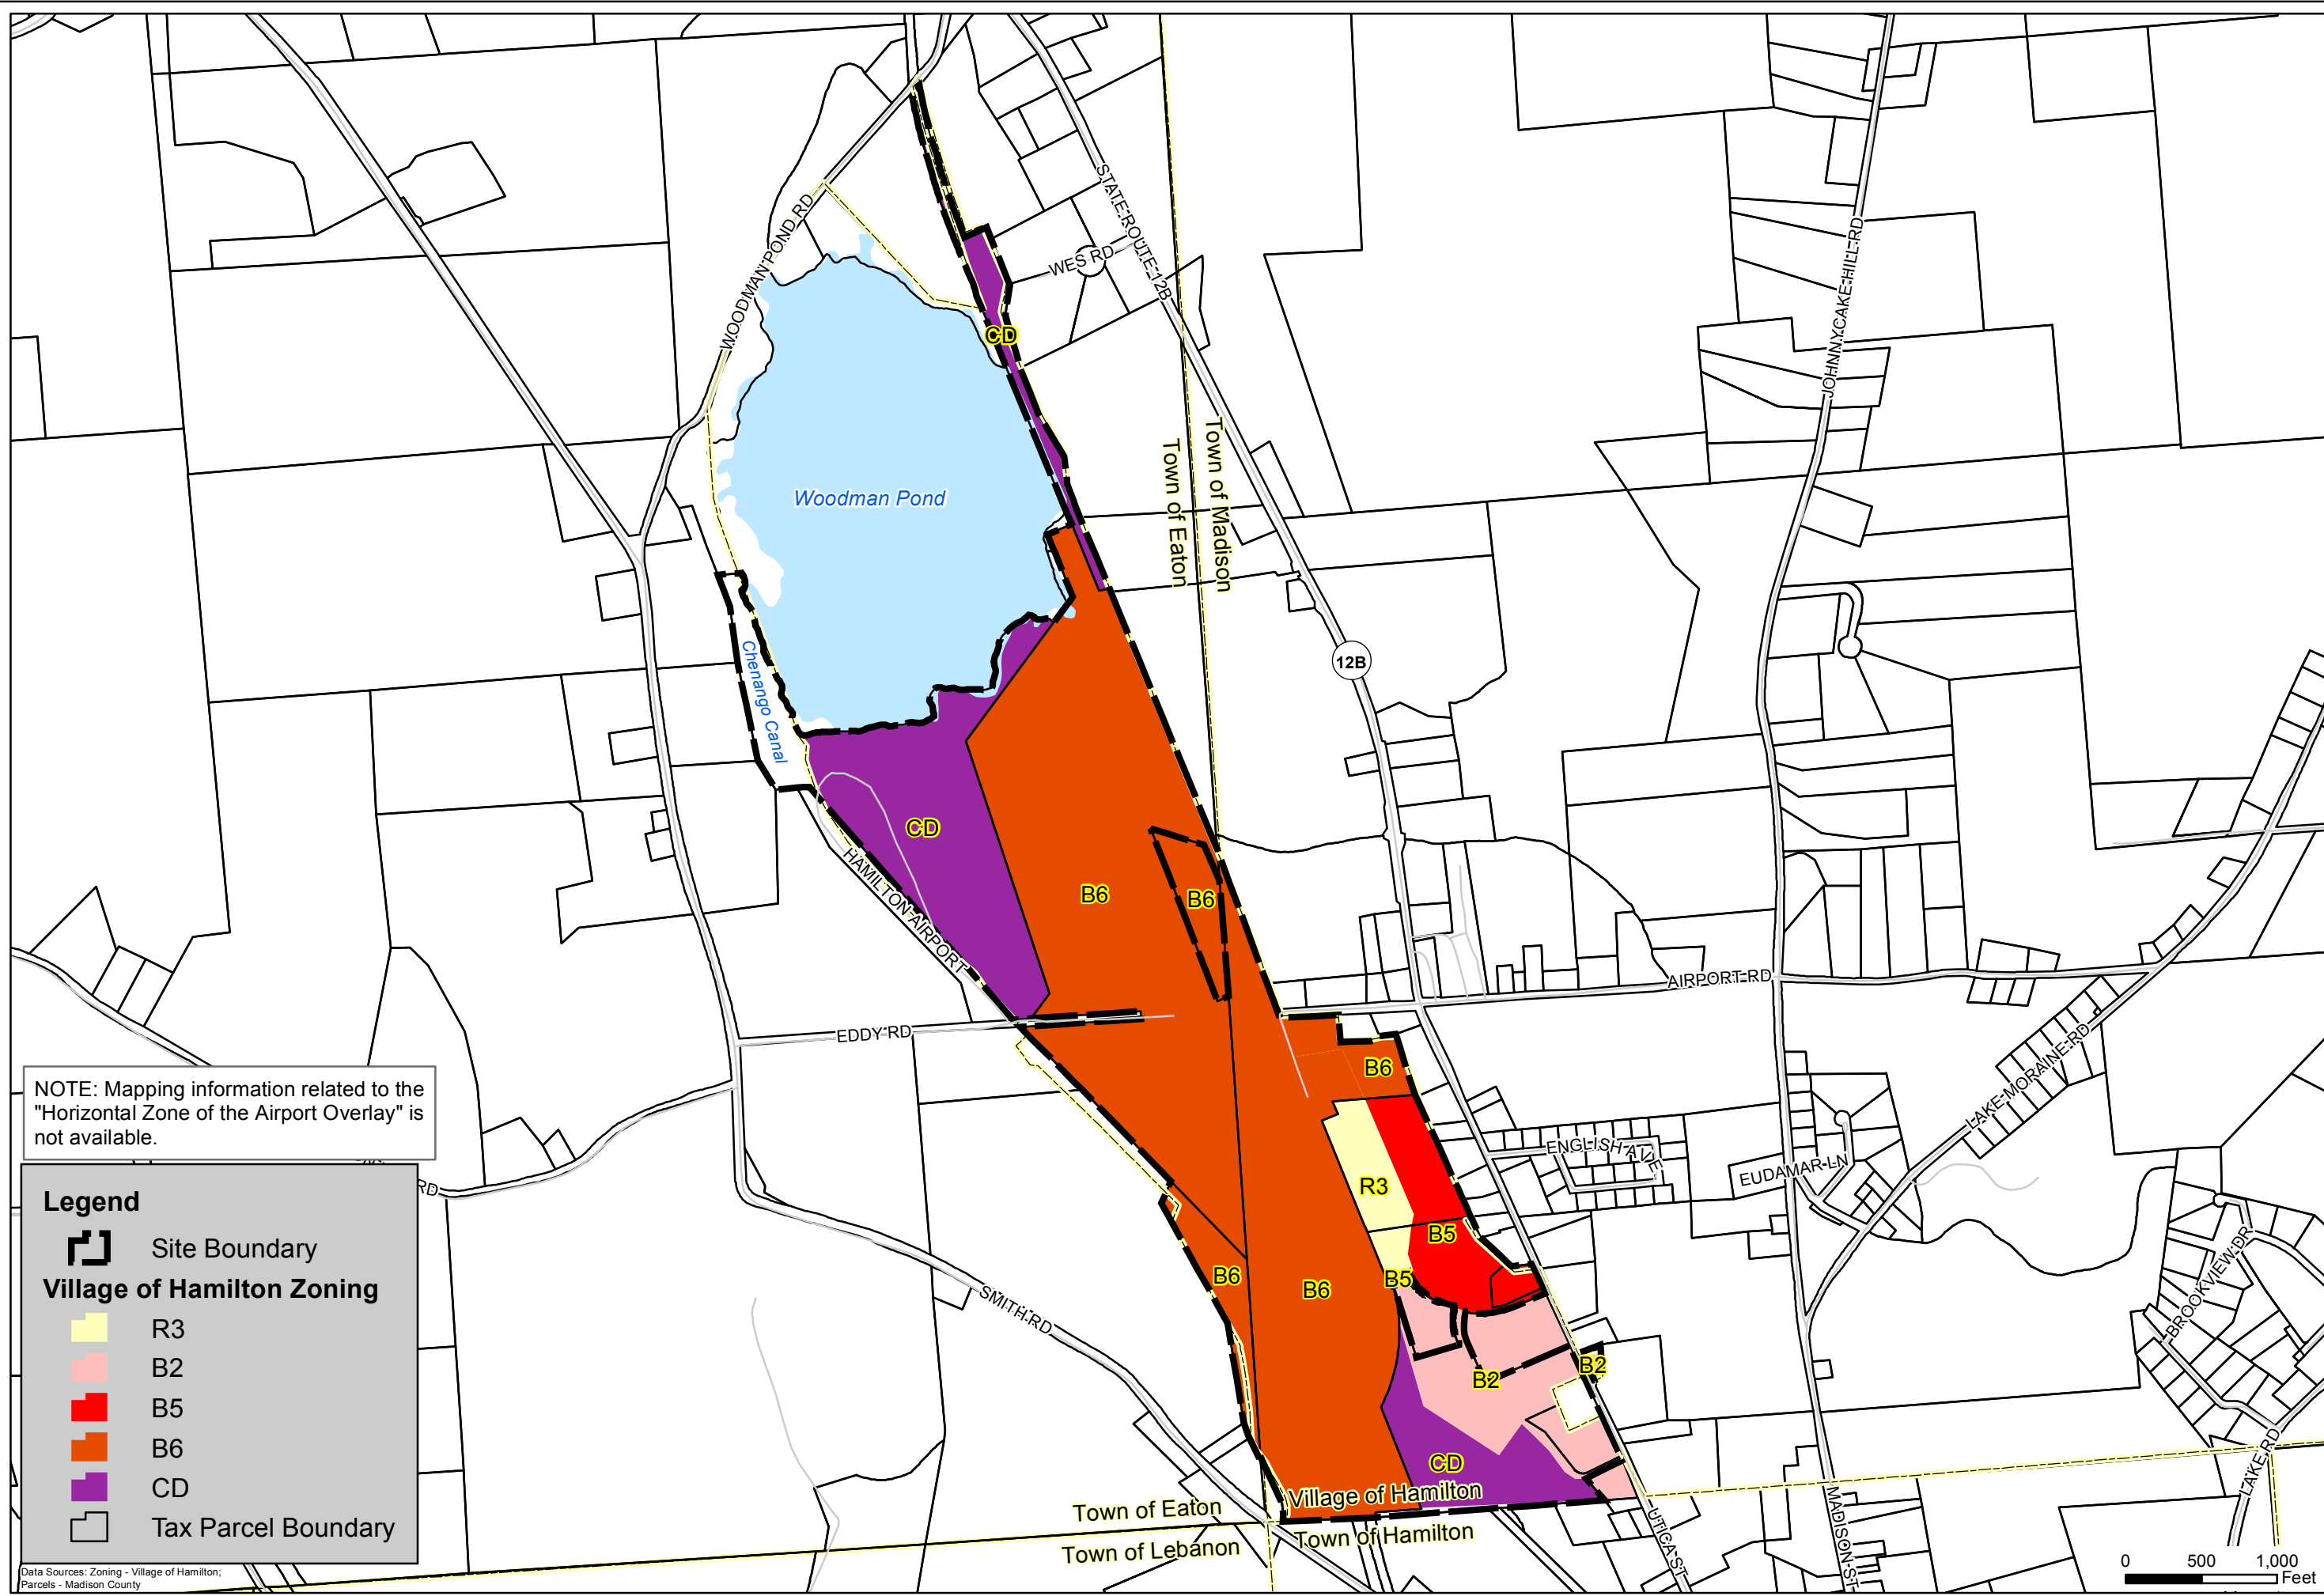 WOODMAN POND RD
STATE ROUTE 12B
WES RD
JOHNNYCAKE HILL RD
CD
Town of Eaton
Town of Madison
Woodman Pond
12B
Chenango Canal
CD
HAMILTON AIRPORT
B6
B6
AIRPORT RD
EDDY RD
B6
LAKE MORAINE RD
ENGLISH AVE
EUDAMAR LN
R3
B5
B5
B6
B6
BROOKVIEW DR
SMITH RD
B2
B2
CD
LAKE RD
Village of Hamilton
Town of Eaton
Town of Hamilton
Town of Lebanon
UTICA ST
MADISON ST
RD
NOTE: Mapping information related to the
"Horizontal Zone of the Airport Overlay" is
not available.
Legend
Site Boundary
Village of Hamilton Zoning
R3
B2
B5
B6
CD
Tax Parcel Boundary
Data Sources: Zoning - Village of Hamilton;
Parcels - Madison County
0 500 1,000
Feet